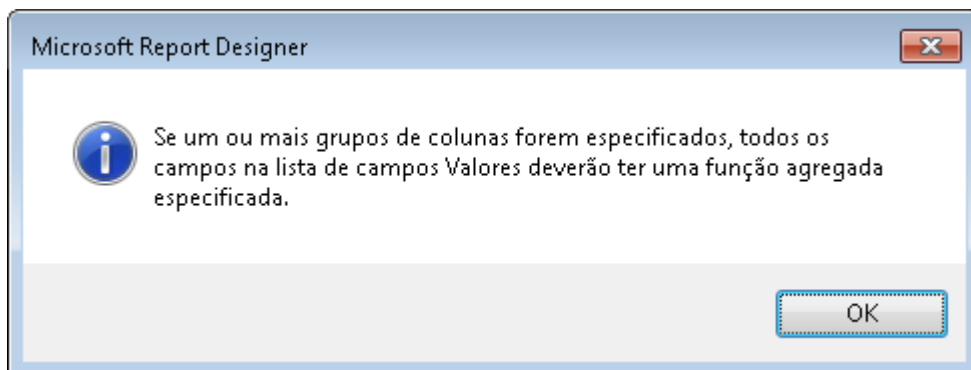 Microsoft Report Designer
Se um ou mais grupos de colunas forem especificados, todos os
campos na lista de campos Valores deverão ter uma função agregada
especificada.
OK